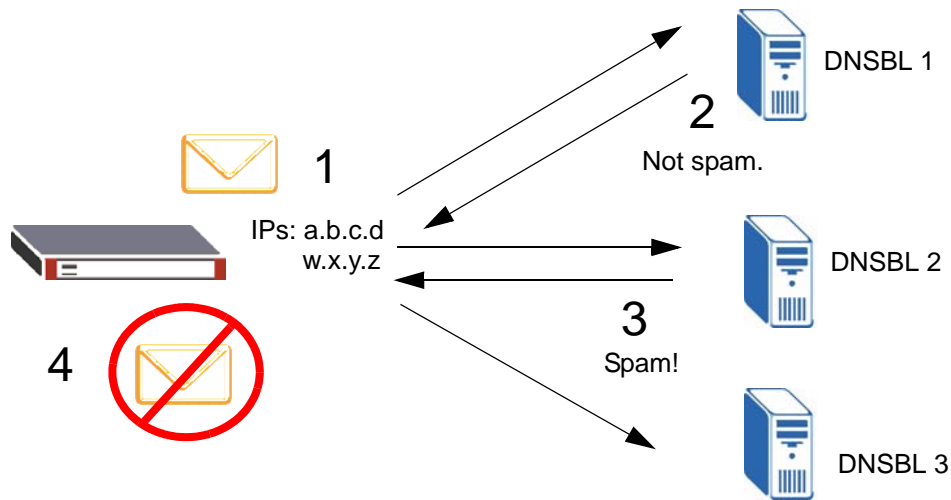 DNSBL 1
2
Not spam.
1
IPs: a.b.c.d
w.x.y.z
DNSBL 2
3
Spam!
4
DNSBL 3